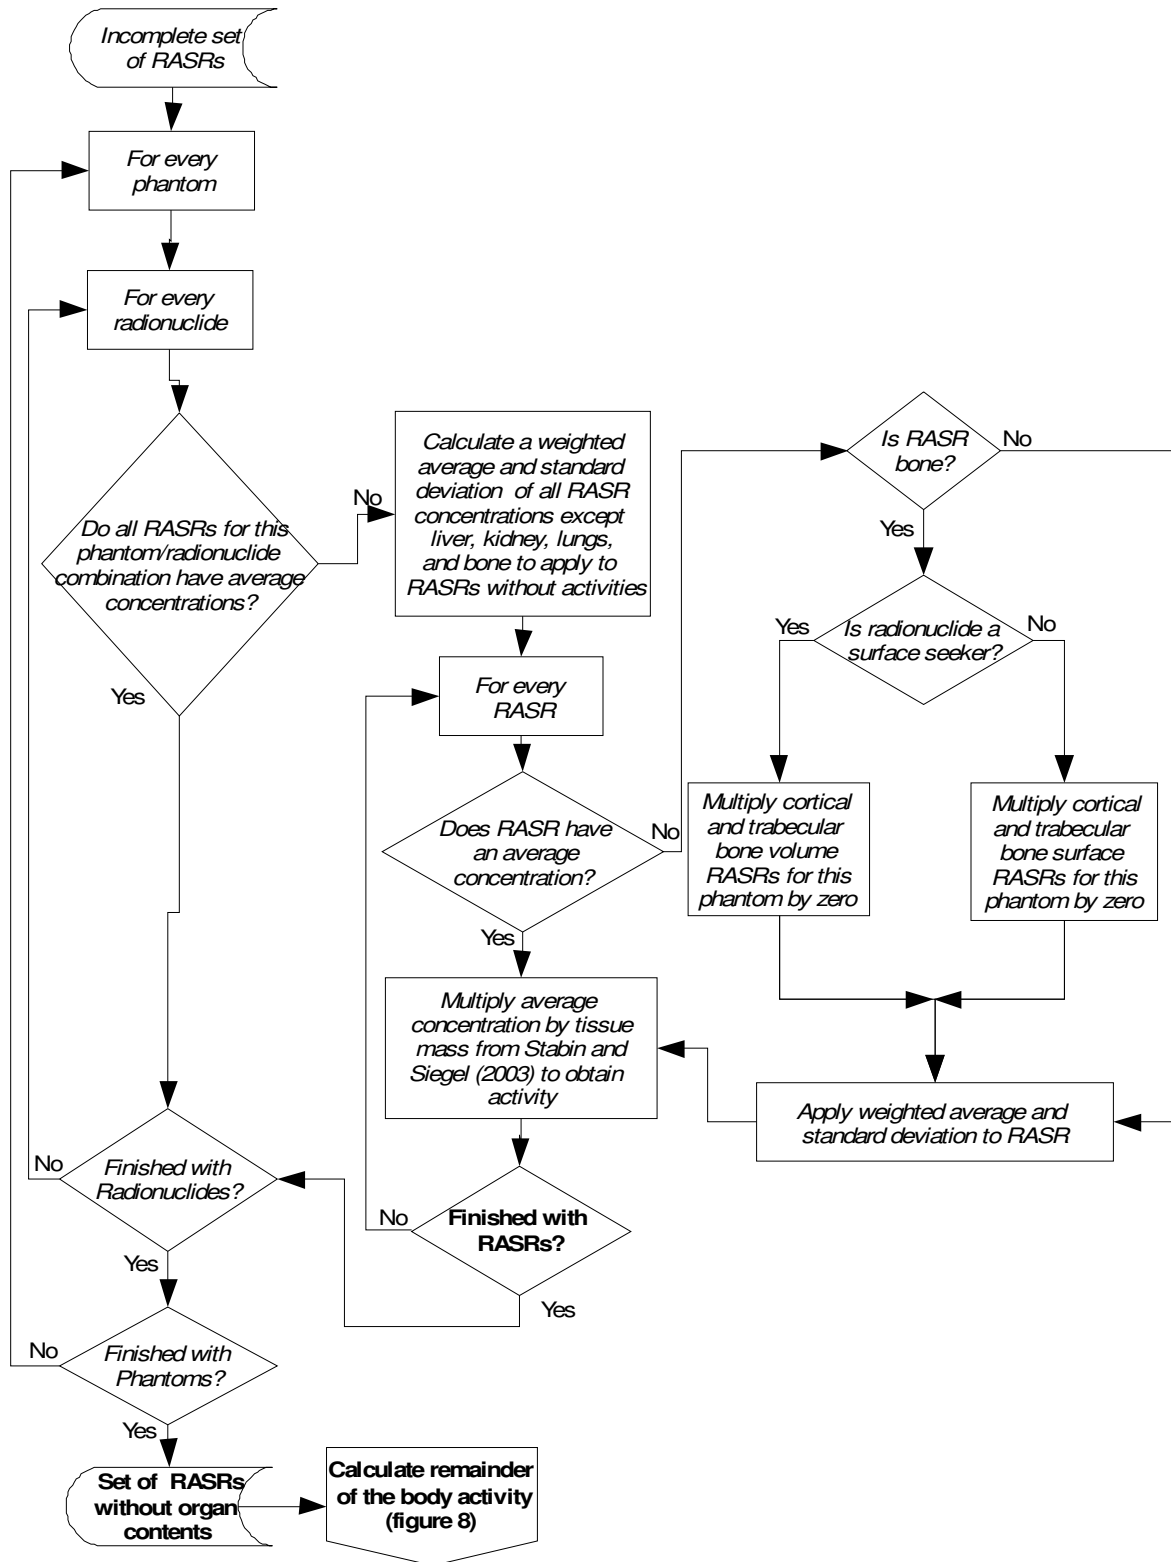 Incomplete set
of RASRs
For every
phantom
For every
radionuclide
Do all RASRs for this
phantom/radionuclide
combination have average
concentrations?
No
Yes
Calculate a weighted
average and standard
deviation of all RASR
concentrations except
liver, kidney, lungs,
and bone to apply to
RASRs without activities
For every
RASR
Does RASR have
an average
concentration?
No
Yes
Is RASR
bone?
No
Yes
Is radionuclide a
surface seeker?
Yes
No
Multiply cortical
and trabecular
bone volume
RASRs for this
phantom by zero
Multiply cortical
and trabecular
bone surface
RASRs for this
phantom by zero
Apply weighted average and
standard deviation to RASR
Multiply average
concentration by tissue
mass from Stabin and
Siegel (2003) to obtain
activity
Finished with
RASRs?
No
Yes
Finished with
Radionuclides?
No
Yes
Finished with
Phantoms?
No
Yes
Set of RASRs
without organ
contents
Calculate remainder
of the body activity
(figure 8)